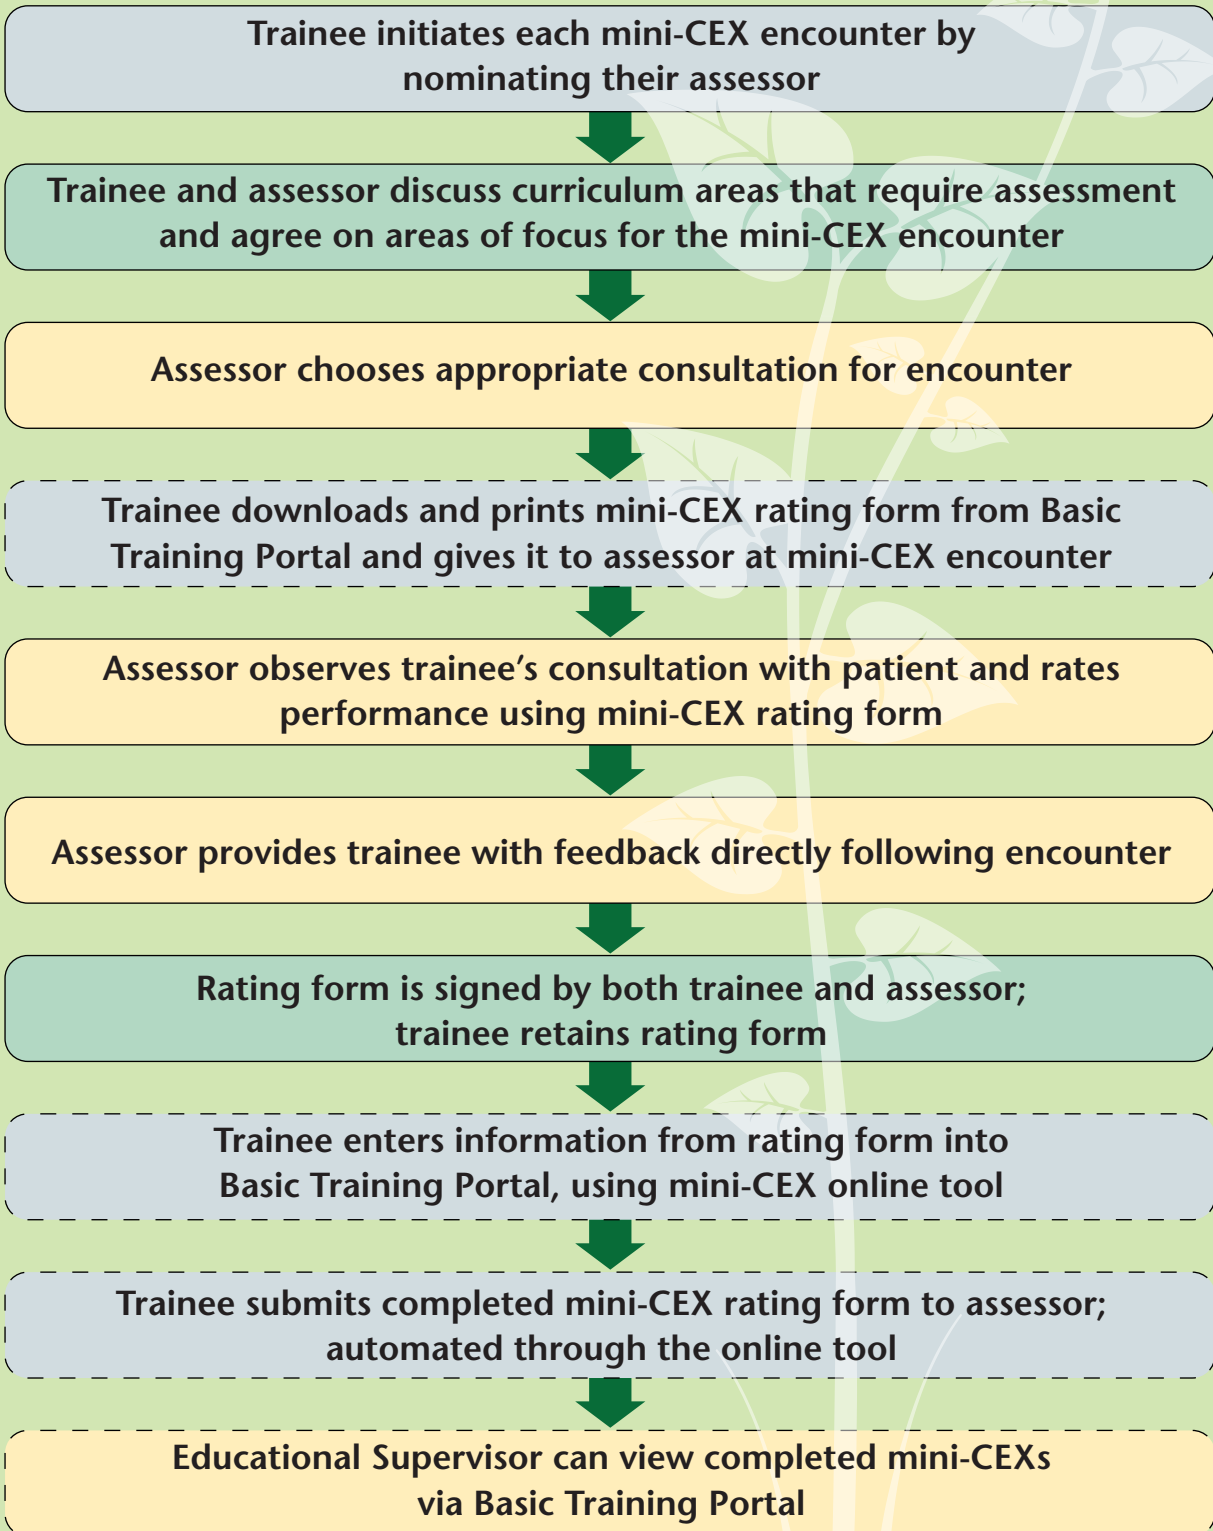 Trainee initiates each mini-CEX encounter by
nominating their assessor
Trainee and assessor discuss curriculum areas that require assessment
and agree on areas of focus for the mini-CEX encounter
Assessor chooses appropriate consultation for encounter
Trainee downloads and prints mini-CEX rating form from Basic
Training Portal and gives it to assessor at mini-CEX encounter
Assessor observes trainee’s consultation with patient and rates
performance using mini-CEX rating form
Assessor provides trainee with feedback directly following encounter
Rating form is signed by both trainee and assessor;
trainee retains rating form
Trainee enters information from rating form into
Basic Training Portal, using mini-CEX online tool
Trainee submits completed mini-CEX rating form to assessor;
automated through the online tool
Educational Supervisor can view completed mini-CEXs
via Basic Training Portal